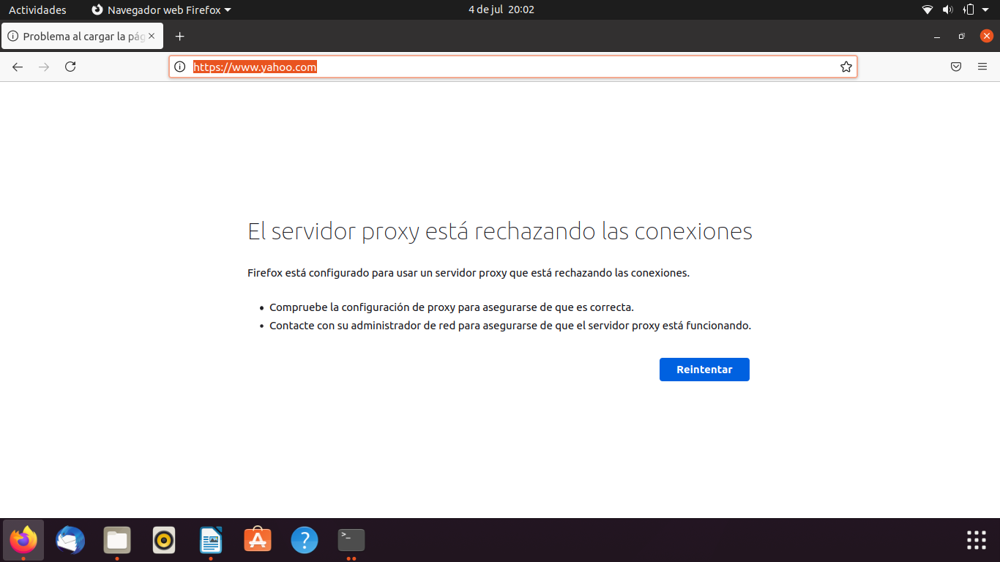 Actividades
Navegador web Firefox
4 de jul 20:02
Problema al cargar la pág
https://www.yahoo.com
El servidor proxy está rechazando las conexiones
Firefox está configurado para usar un servidor proxy que está rechazando las conexiones.
• Compruebe la configuración de proxy para asegurarse de que es correcta.
• Contacte con su administrador de red para asegurarse de que el servidor proxy está funcionando.
Reintentar